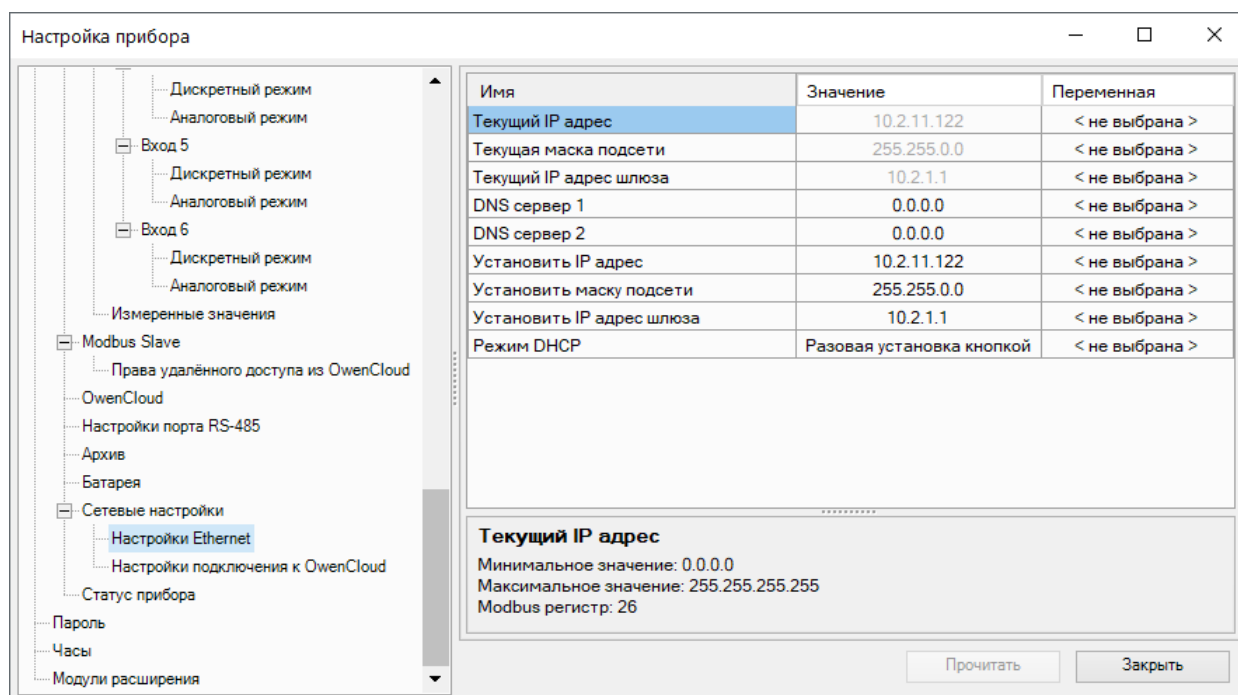 Настройка прибора
Дискретный режим
Аналоговый режим
Вход 5
Дискретный режим
Аналоговый режим
Вход 6
Дискретный режим
Аналоговый режим
Измеренные значения
Modbus Slave
Права удалённого доступа из OwenCloud
OwenCloud
Настройки порта RS-485
Архив
Батарея
Сетевые настройки
Настройки Ethernet
Настройки подключения к OwenCloud
Статус прибора
Пароль
Часы
Модули расширения
Имя Значение Переменная
Текущий IP адрес 10.2.11.122 < не выбрана >
Текущая маска подсети 255.255.0.0 < не выбрана >
Текущий IP адрес шлюза 10.2.1.1 < не выбрана >
DNS сервер 1 0.0.0.0 < не выбрана >
DNS сервер 2 0.0.0.0 < не выбрана >
Установить IP адрес 10.2.11.122 < не выбрана >
Установить маску подсети 255.255.0.0 < не выбрана >
Установить IP адрес шлюза 10.2.1.1 < не выбрана >
Режим DHCP Разовая установка кнопкой < не выбрана >
Текущий IP адрес
Минимальное значение: 0.0.0.0
Максимальное значение: 255.255.255.255
Modbus регистр: 26
Прочитать Закрыть